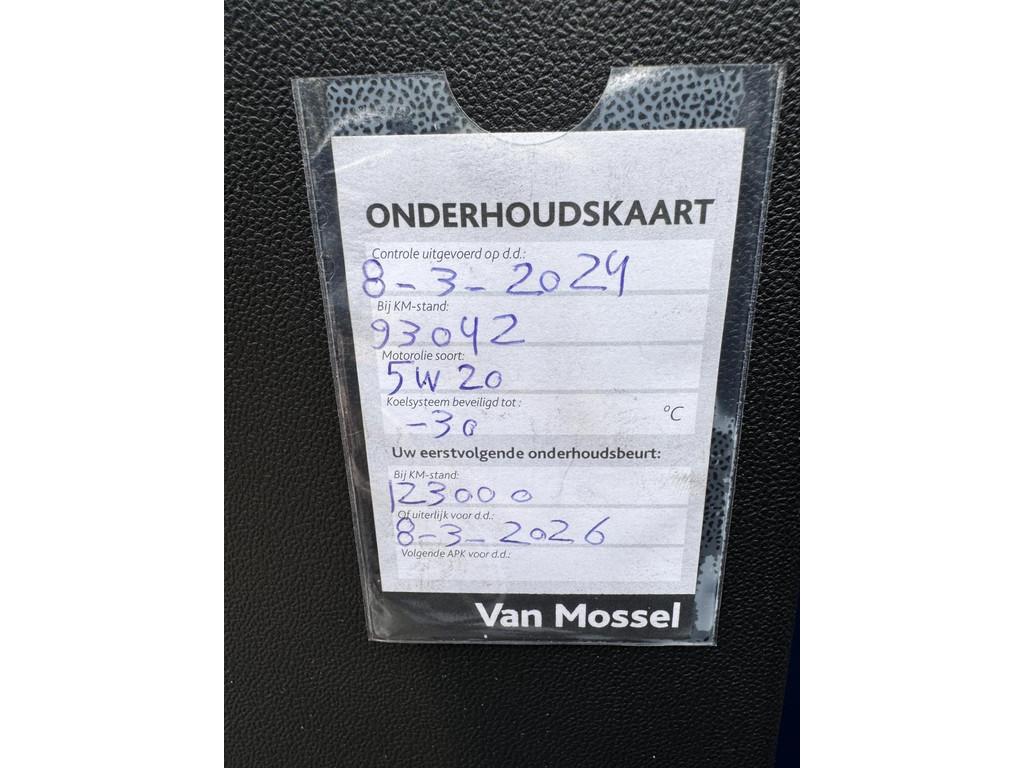 ONDERHOUDSKAART
Controle uitgevoerd op d.d.:
8-3-2024
Bij KM-stand:
93042
Motorolie soort:
5W20
Koelsysteem beveiligd tot:
-30 °C
Uw eerstvolgende onderhoudsbeurt:
Bij KM-stand:
123000
Of uiterlijk voor d.d.:
8-3-2026
Volgende APK voor d.d.:
Van Mossel